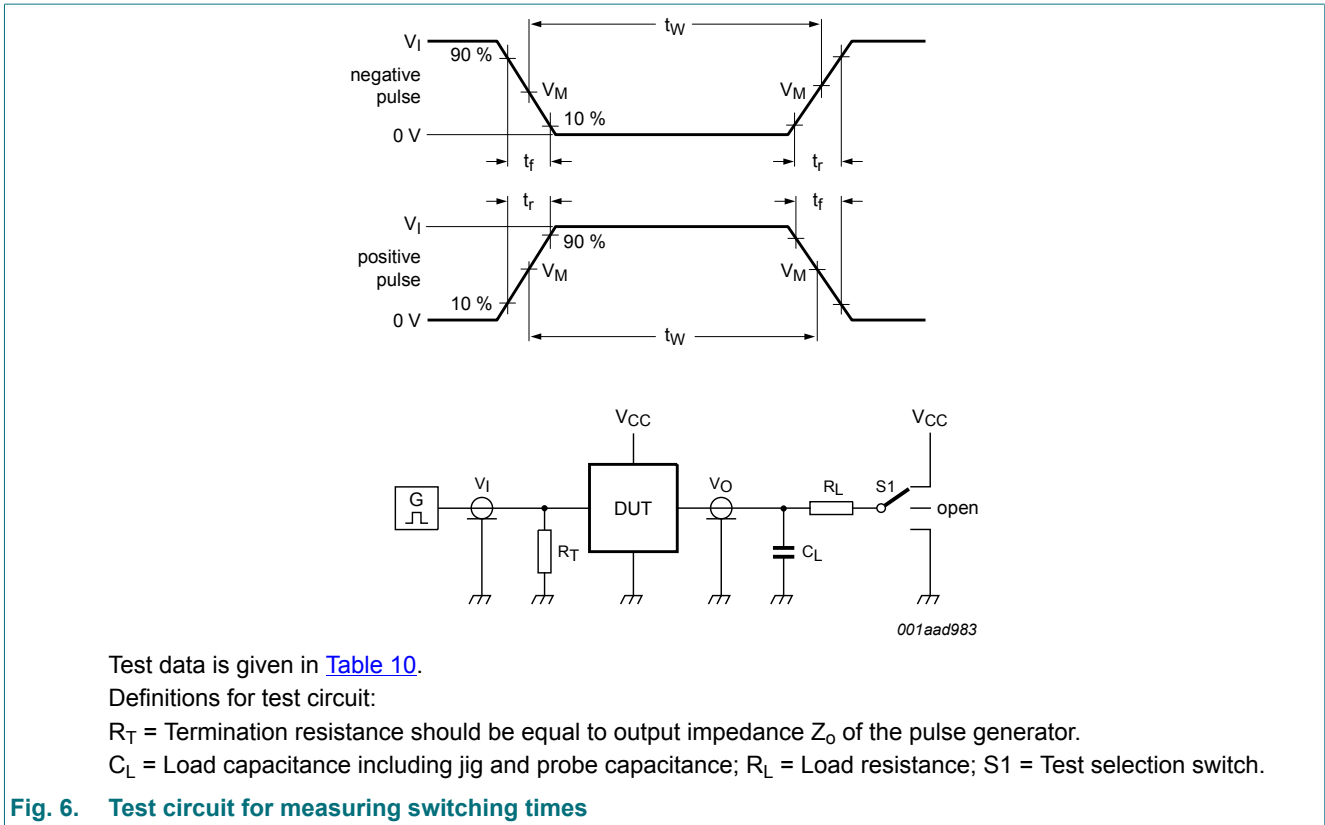 tW
VI
90 %
negative
pulse
VM
VM
10 %
0 V
tf
tr
tr
tf
VI
90 %
positive
pulse
VM
VM
10 %
0 V
tW
VCC
VCC
G
VI
DUT
VO
RL
S1
open
RT
CL
001aad983
Test data is given in Table 10.
Definitions for test circuit:
RT = Termination resistance should be equal to output impedance Zo of the pulse generator.
CL = Load capacitance including jig and probe capacitance; RL = Load resistance; S1 = Test selection switch.
Fig. 6. Test circuit for measuring switching times